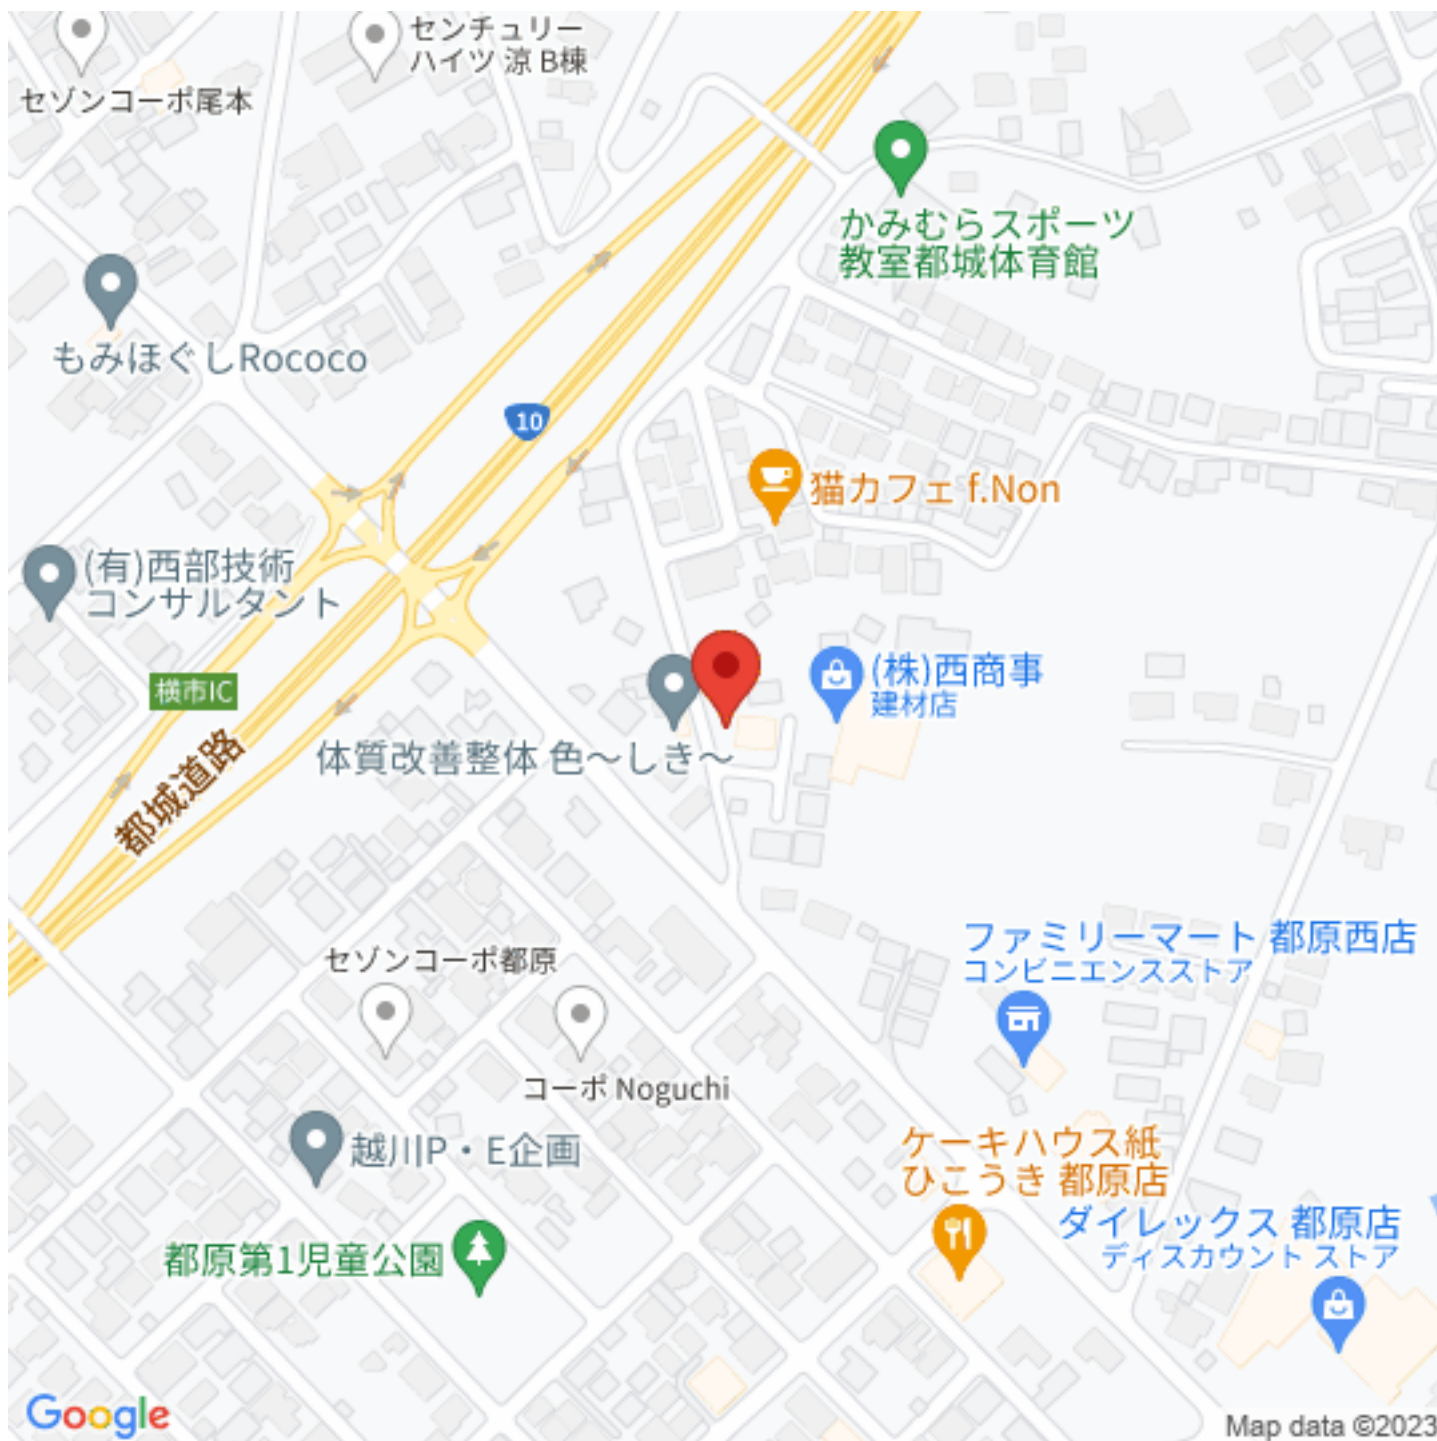 センチュリー
ハイツ 涼 B棟
セゾンコーポ尾本
かみむらスポーツ
教室都城体育館
もみほぐしRococo
10
猫カフェ f.Non
(有)西部技術
コンサルタント
横市IC
(株)西商事
建材店
体質改善整体 色〜しき〜
都城道路
ファミリーマート 都原西店
コンビニエンスストア
セゾンコーポ都原
コーポ Noguchi
越川P・E企画
ケーキハウス紙
ひこうき 都原店
ダイレックス 都原店
ディスカウント ストア
都原第1児童公園
Google
Map data ©2023